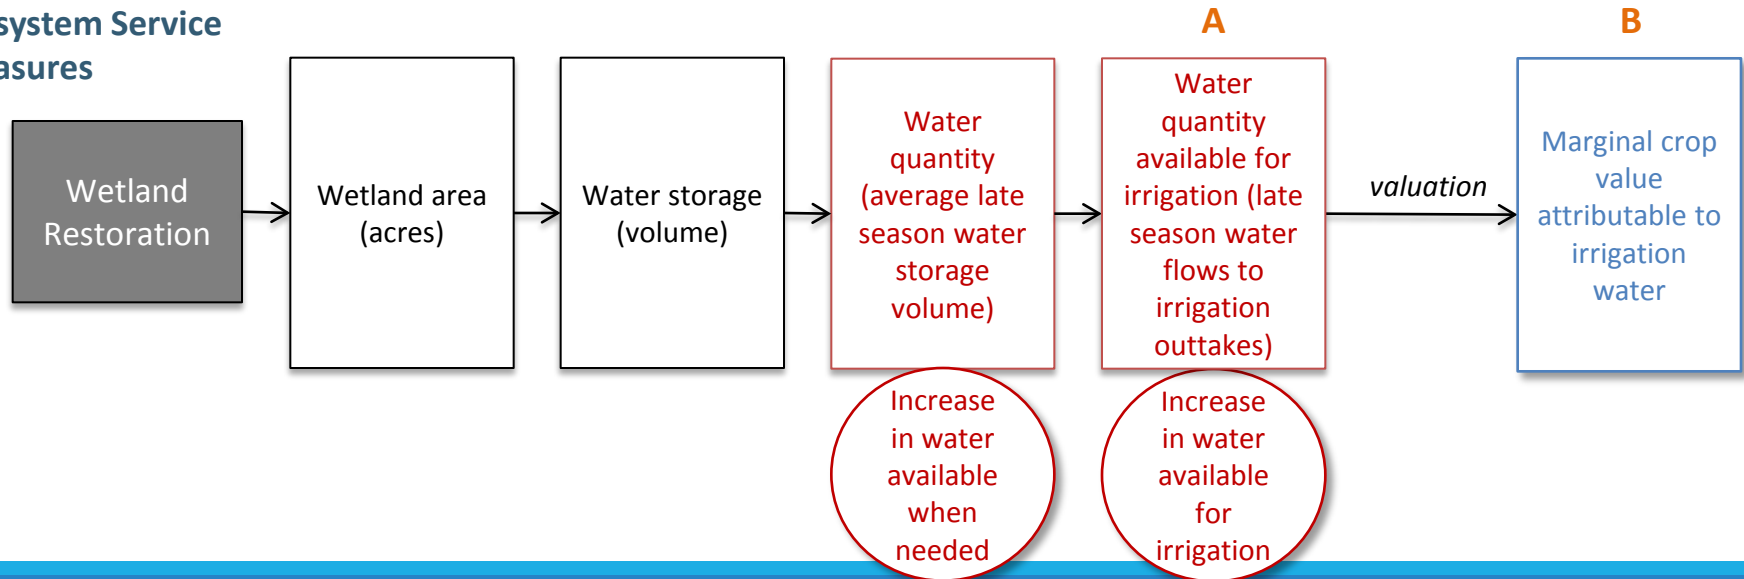 system Service
asures
A
B
Wetland
Restoration
Wetland area
(acres)
Water storage
(volume)
Water
quantity
(average late
season water
storage
volume)
Water
quantity
available for
irrigation (late
season water
flows to
irrigation
outtakes)
valuation
Marginal crop
value
attributable to
irrigation
water
Increase
in water
available
when
needed
Increase
in water
available
for
irrigation